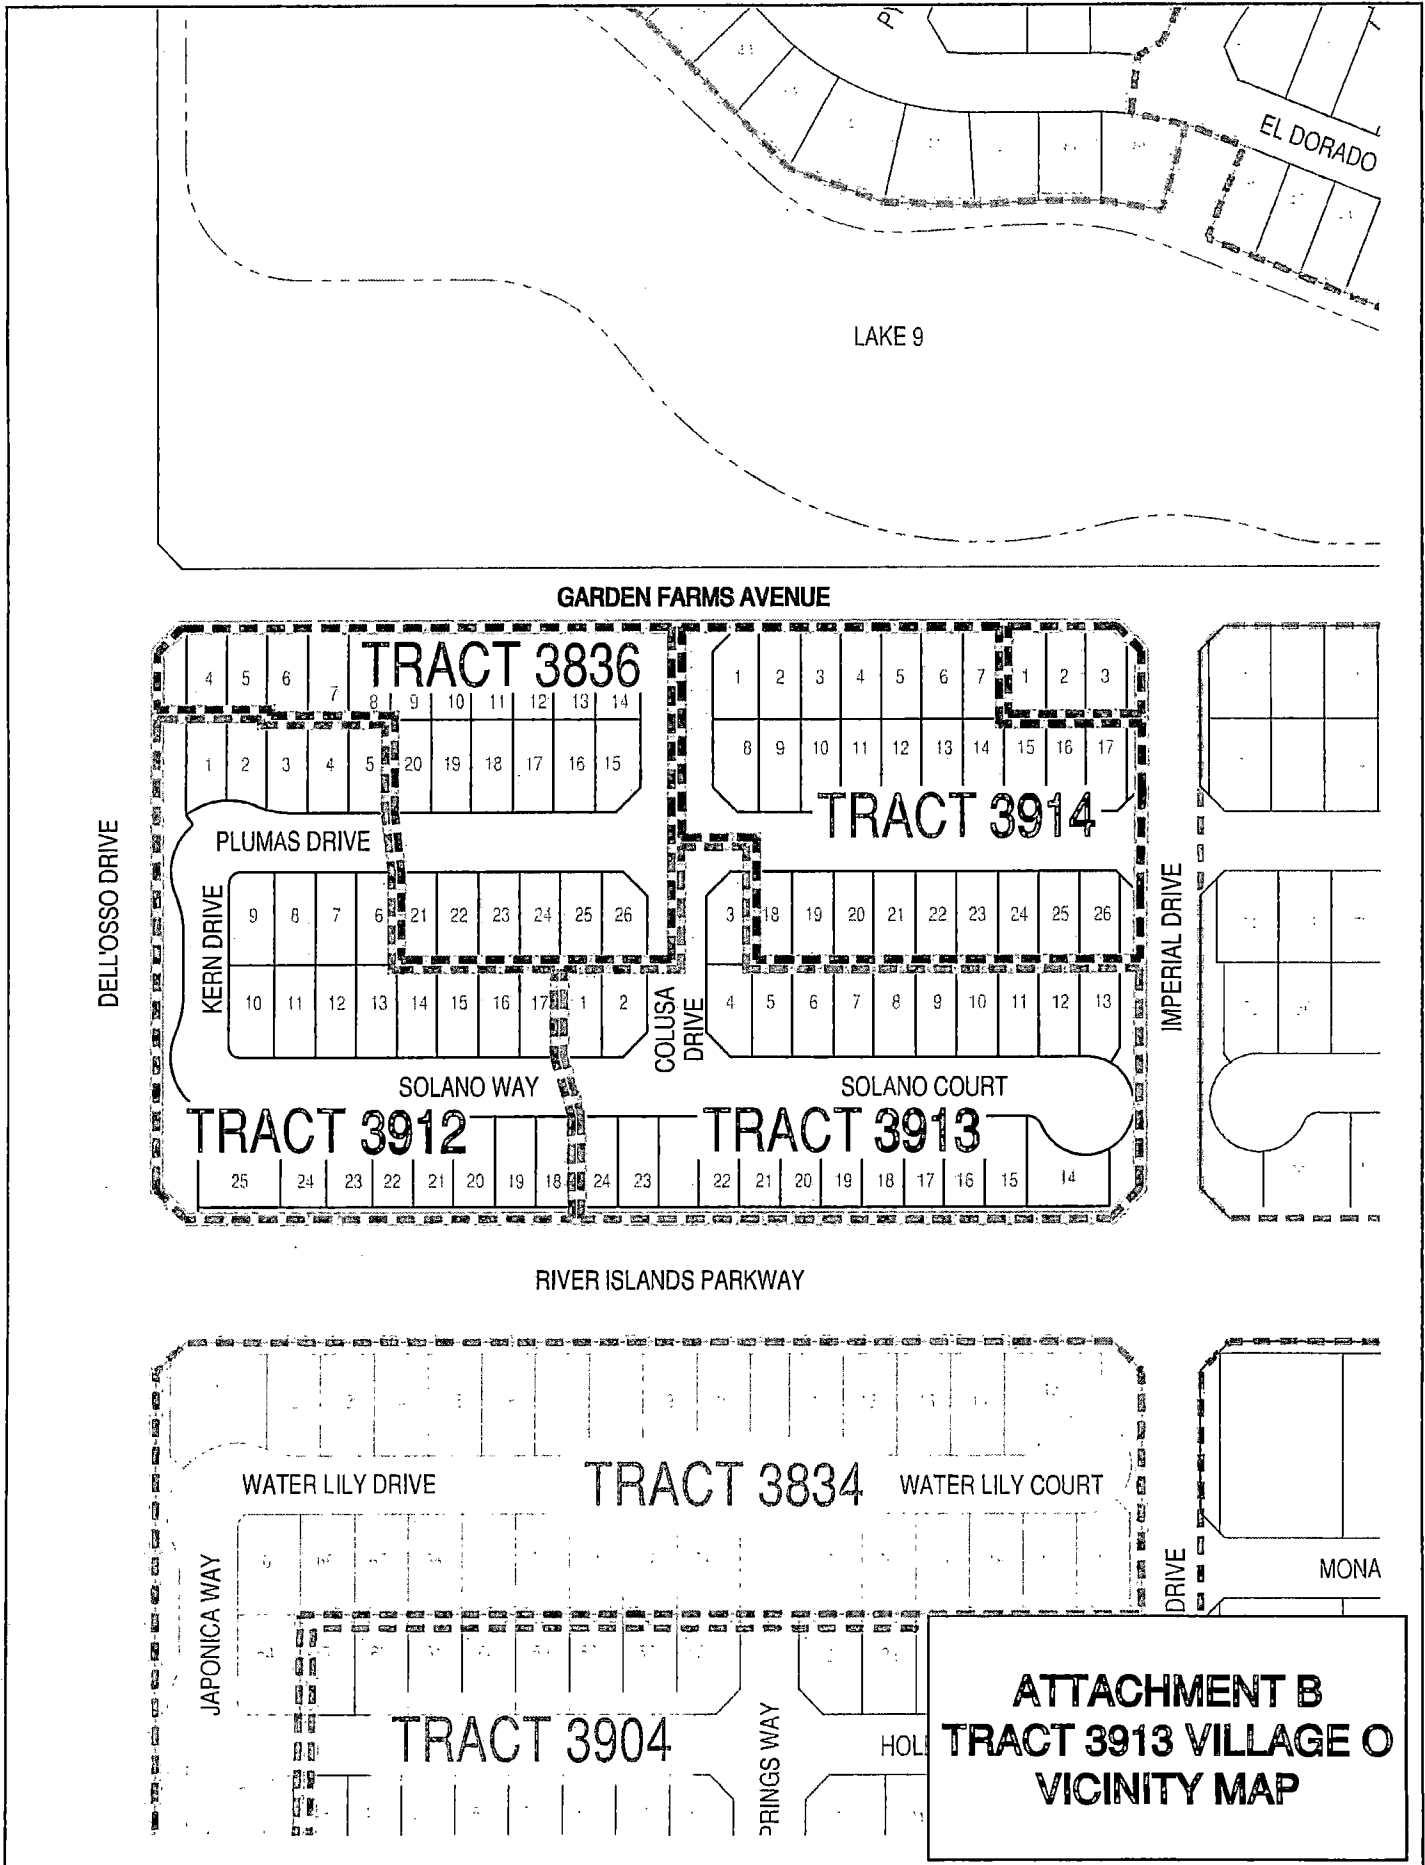 EL DORADO
LAKE 9
GARDEN FARMS AVENUE
TRACT 3836
4 5 6 7 8 9 10 11 12 13 14
1 2 3 4 5 6 7 1 2 3
1 2 3 4 5 20 19 18 17 16 15
8 9 10 11 12 13 14 15 16 17
TRACT 3914
PLUMAS DRIVE
DELL'OSSO DRIVE
KERN DRIVE
9 8 7 6 21 22 23 24 25 26
3 18 19 20 21 22 23 24 25 26
IMPERIAL DRIVE
10 11 12 13 14 15 16 17 1 2
COLUSA
DRIVE
4 5 6 7 8 9 10 11 12 13
SOLANO WAY
SOLANO COURT
TRACT 3912
TRACT 3913
25 24 23 22 21 20 19 18 24 23 22 21 20 19 18 17 16 15 14
RIVER ISLANDS PARKWAY
WATER LILY DRIVE
TRACT 3834
WATER LILY COURT
JAPONICA WAY
DRIVE
MONA
TRACT 3904
PRINGS WAY
HOL
ATTACHMENT B
TRACT 3913 VILLAGE O
VICINITY MAP